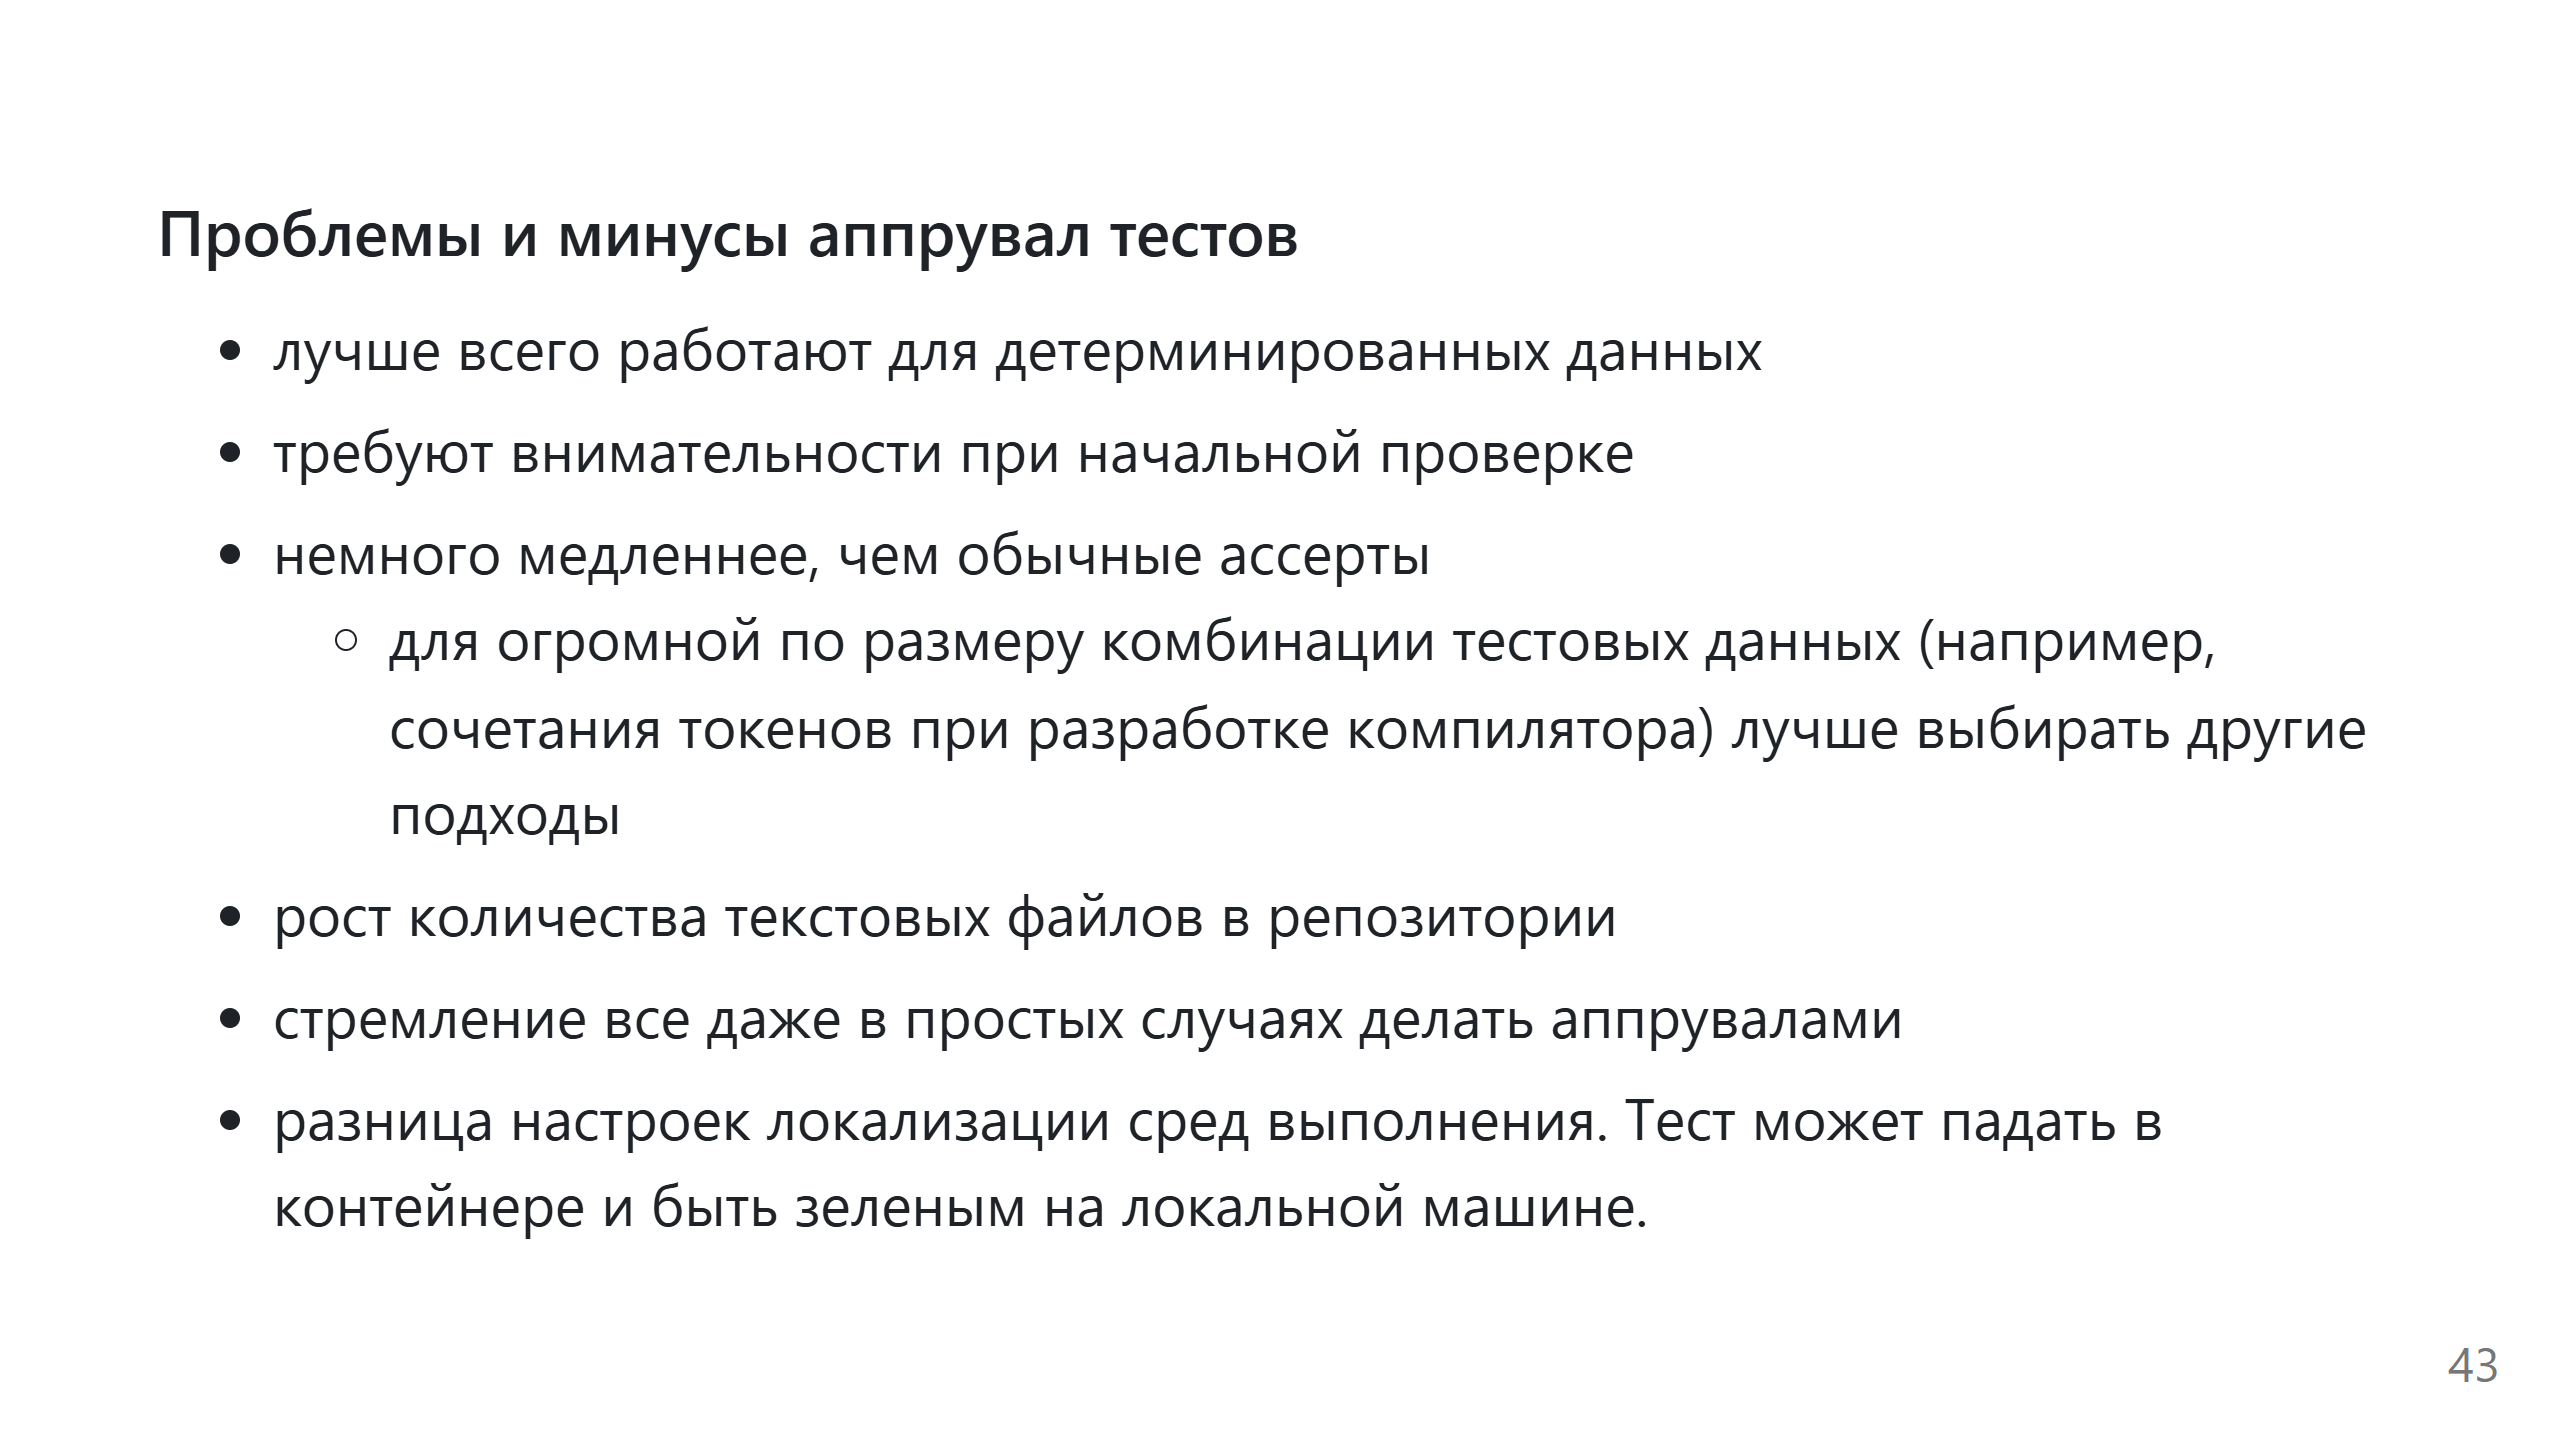 Проблемы и минусы аппрувал тестов
• лучше всего работают для детерминированных данных
• требуют внимательности при начальной проверке
• немного медленнее, чем обычные ассерты
○ для огромной по размеру комбинации тестовых данных (например,
сочетания токенов при разработке компилятора) лучше выбирать другие
подходы
• рост количества текстовых файлов в репозитории
• стремление все даже в простых случаях делать аппрувалами
• разница настроек локализации сред выполнения. Тест может падать в
контейнере и быть зеленым на локальной машине.
43